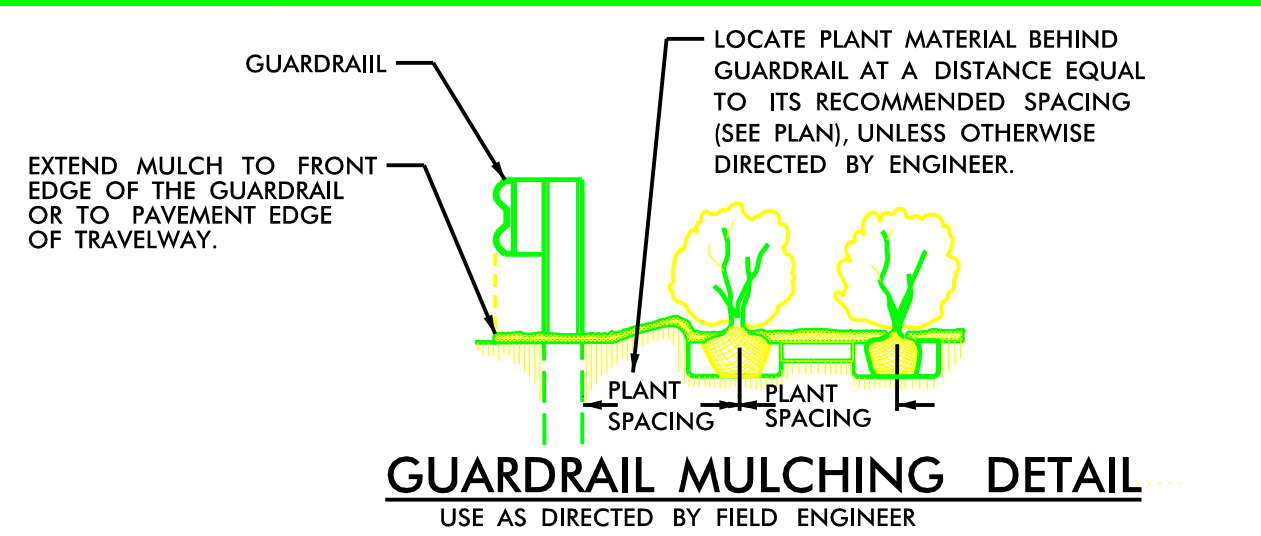 GUARDRAIIL
LOCATE PLANT MATERIAL BEHIND
GUARDRAIL AT A DISTANCE EQUAL
TO ITS RECOMMENDED SPACING
(SEE PLAN), UNLESS OTHERWISE
DIRECTED BY ENGINEER.
EXTEND MULCH TO FRONT
EDGE OF THE GUARDRAIL
OR TO PAVEMENT EDGE
OF TRAVELWAY.
PLANT
SPACING
PLANT
SPACING
GUARDRAIL MULCHING DETAIL
USE AS DIRECTED BY FIELD ENGINEER